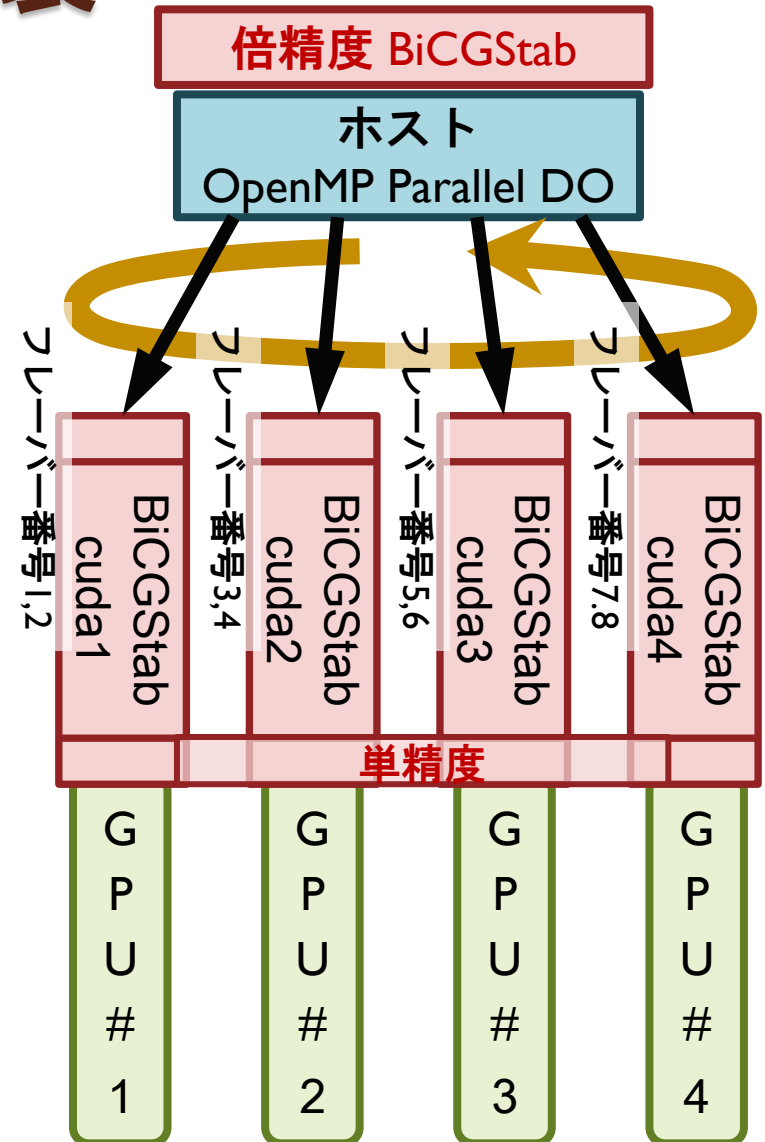 倍精度 BiCGStab
ホスト
OpenMP Parallel DO
フレーバー番号1,2
BiCGStab
cuda1
フレーバー番号3,4
BiCGStab
cuda2
フレーバー番号5,6
BiCGStab
cuda3
フレーバー番号7.8
BiCGStab
cuda4
単精度
GPU#1
GPU#2
GPU#3
GPU#4